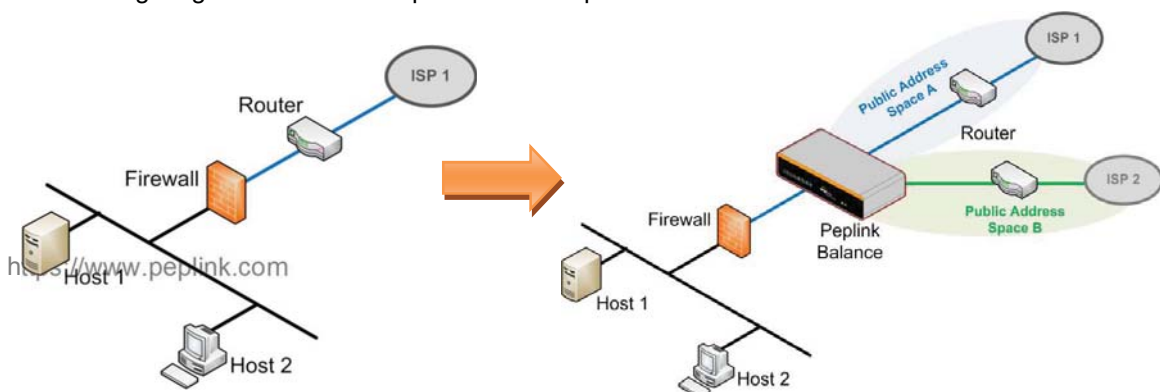 ISP 1
Router
Firewall
Host 1
https://www.peplink.com
Host 2
ISP 1
Public Address
Space A
Router
ISP 2
Public Address
Space B
Peplink
Balance
Firewall
Host 1
Host 2